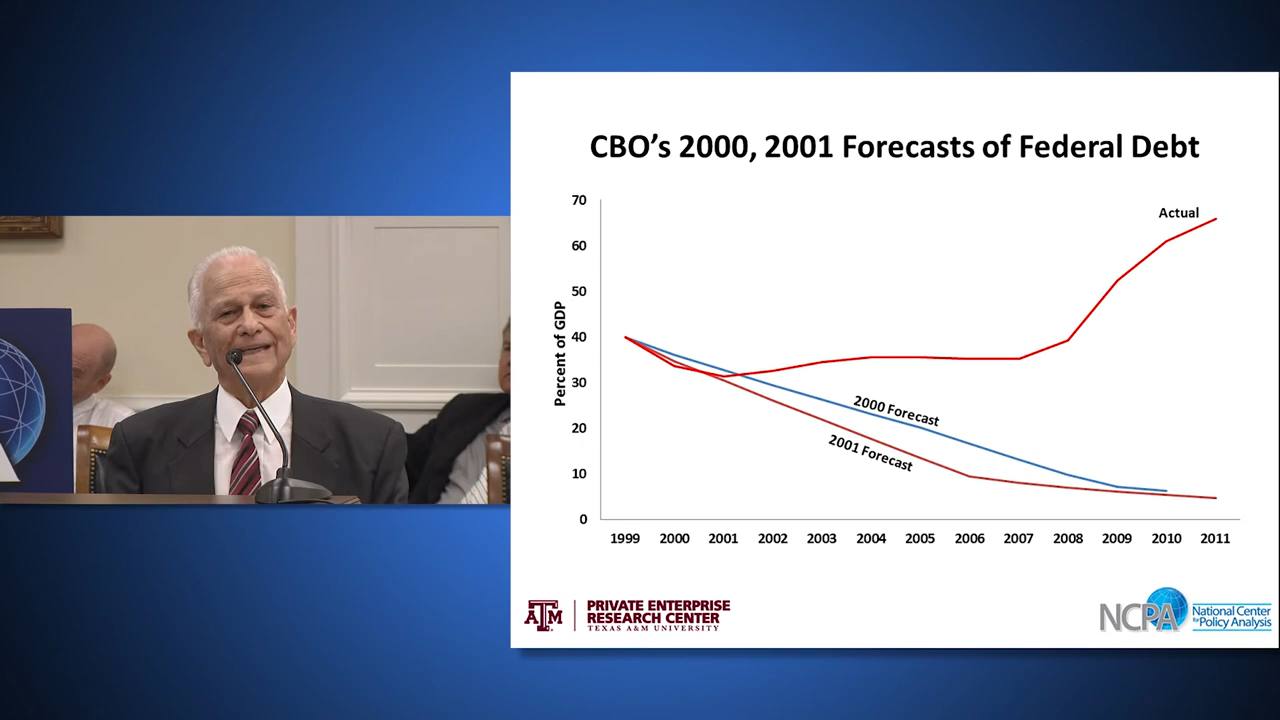 CBO's 2000, 2001 Forecasts of Federal Debt
70
60
50
40
30
20
10
0
Percent of GDP
Actual
2000 Forecast
2001 Forecast
1999 2000 2001 2002 2003 2004 2005 2006 2007 2008 2009 2010 2011
ATM
PRIVATE ENTERPRISE
RESEARCH CENTER
TEXAS A&M UNIVERSITY
NCPA
National Center
for Policy Analysis